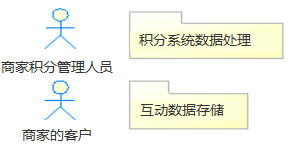 积分系统数据处理
商家积分管理人员
互动数据存储
商家的客户